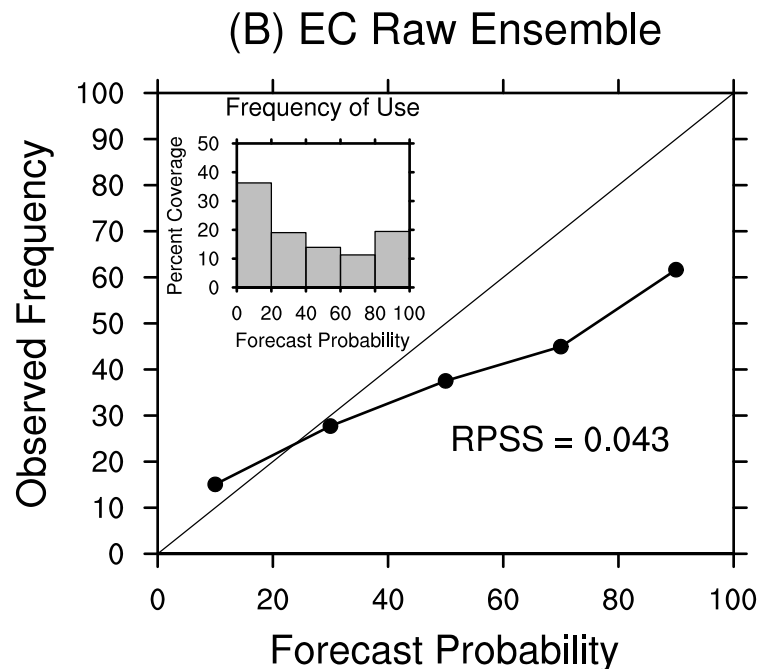 (B) EC Raw Ensemble
100
90
80
70
60
50
40
30
20
10
0
Observed Frequency
Frequency of Use
50
40
30
20
10
0
Percent Coverage
0 20 40 60 80 100
Forecast Probability
RPSS = 0.043
0 20 40 60 80 100
Forecast Probability